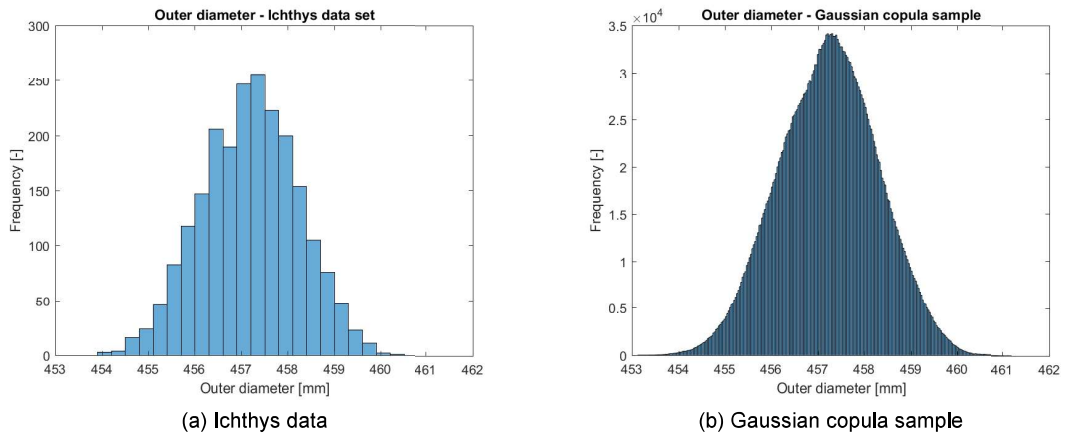 Outer diameter - Ichthys data set
300
250
200
150
100
50
0
Frequency [-]
453 454 455 456 457 458 459 460 461 462
Outer diameter [mm]
(a) Ichthys data
×10⁴
Outer diameter - Gaussian copula sample
3.5
3
2.5
2
1.5
1
0.5
0
Frequency [-]
453 454 455 456 457 458 459 460 461 462
Outer diameter [mm]
(b) Gaussian copula sample